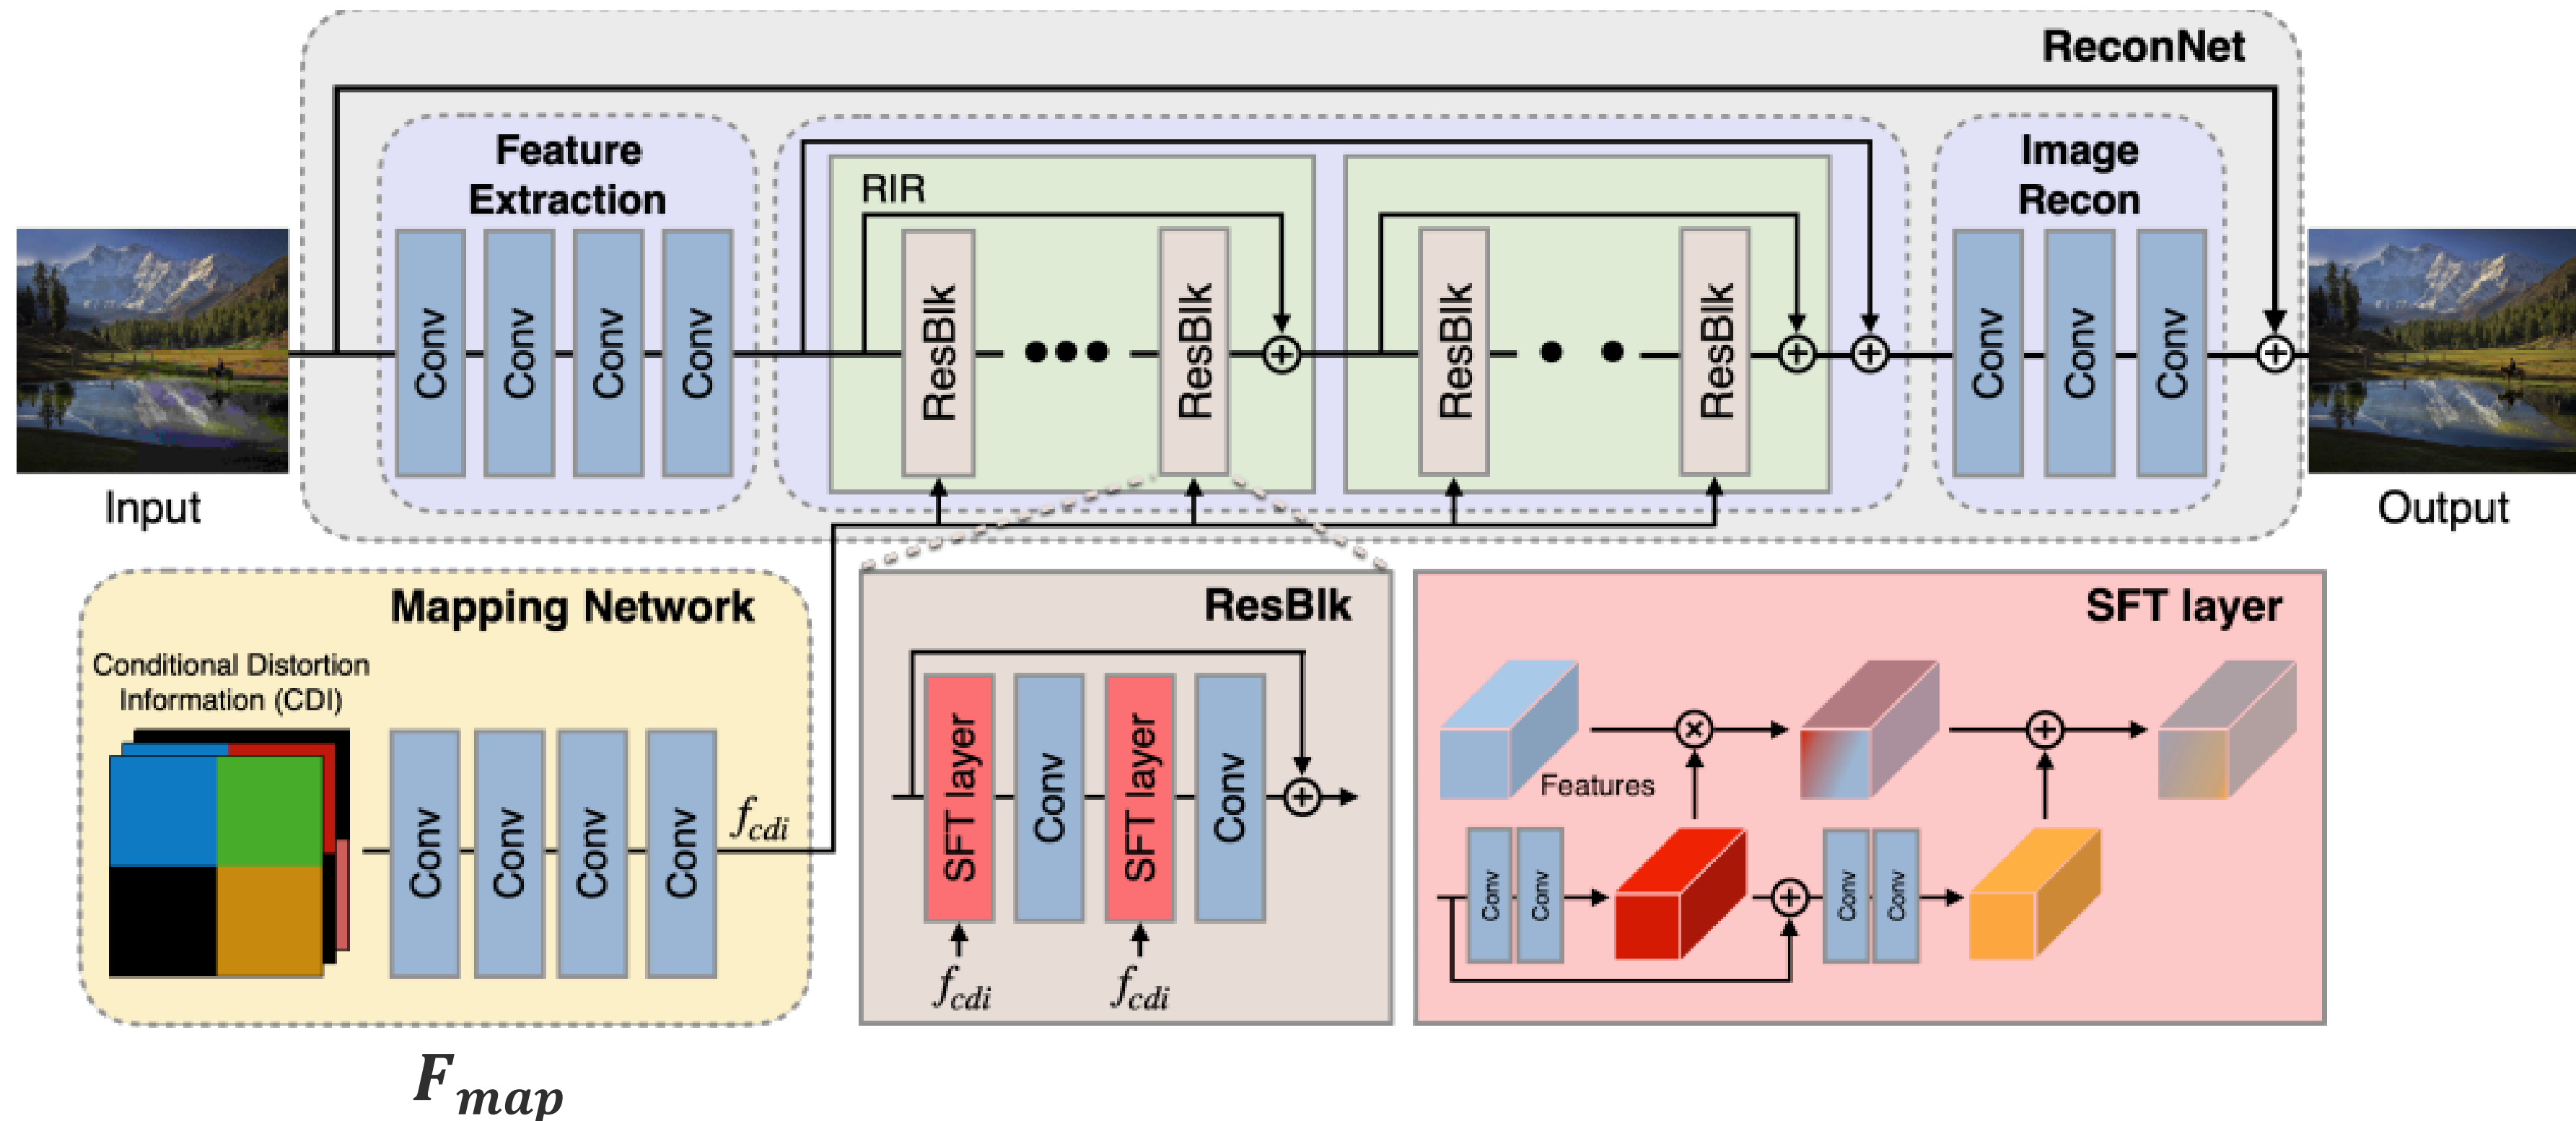 ReconNet
Feature
Extraction
Conv
Conv
Conv
Conv
RIR
ResBlk
ResBlk
ResBlk
ResBlk
Image
Recon
Conv
Conv
Conv
Input
Output
Mapping Network
Conditional Distortion
Information (CDI)
Conv
Conv
Conv
Conv
f_cdi
F_map
ResBlk
SFT layer
Conv
SFT layer
Conv
f_cdi
f_cdi
SFT layer
Features
Conv
Conv
Conv
Conv